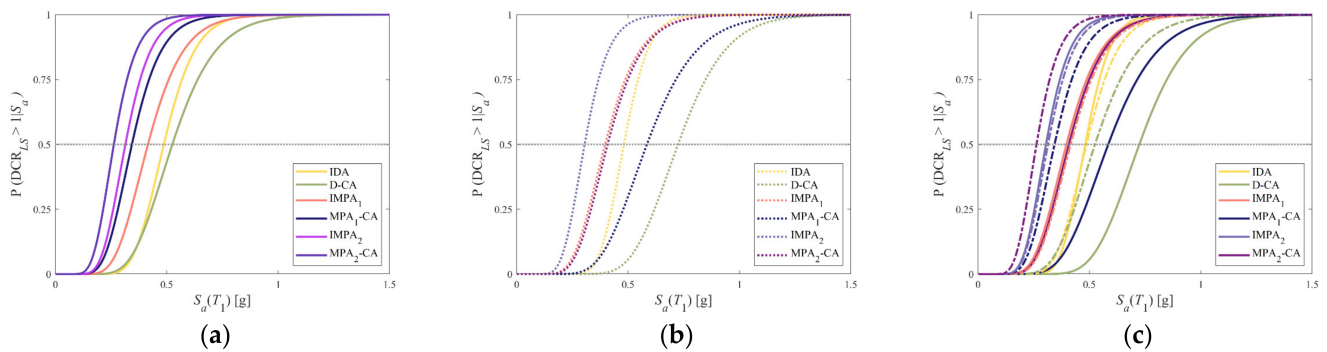 1
0.75
0.5
0.25
0
P (DCR_LS > 1|S_a)
IDA
D-CA
IMPA_1
MPA_1-CA
IMPA_2
MPA_2-CA
0 0.5 1 1.5
S_a(T_1) [g]
(a)
1
0.75
0.5
0.25
0
P (DCR_LS > 1|S_a)
IDA
D-CA
IMPA_1
MPA_1-CA
IMPA_2
MPA_2-CA
0 0.5 1 1.5
S_a(T_1) [g]
(b)
1
0.75
0.5
0.25
0
P (DCR_LS > 1|S_a)
IDA
D-CA
IMPA_1
MPA_1-CA
IMPA_2
MPA_2-CA
0 0.5 1 1.5
S_a(T_1) [g]
(c)